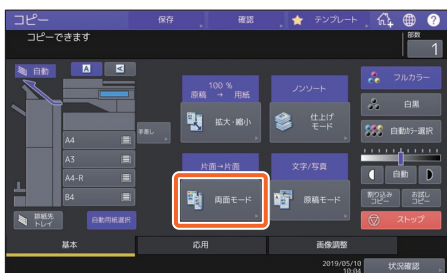 コピー
保存
確認
テンプレート
コピーできます
部数
1
自動
A
A
100 %
原稿 → 用紙
ノンソート
フルカラー
拡大・縮小
仕上げ
モード
白黒
手差し
自動カラー選択
A4
A3
A4-R
B4
片面→片面
文字/写真
自動
両面モード
原稿モード
割り込み
コピー
お試し
コピー
排紙先
トレイ
自動用紙選択
ストップ
基本
応用
画像調整
2019/05/10
10:04
状況確認